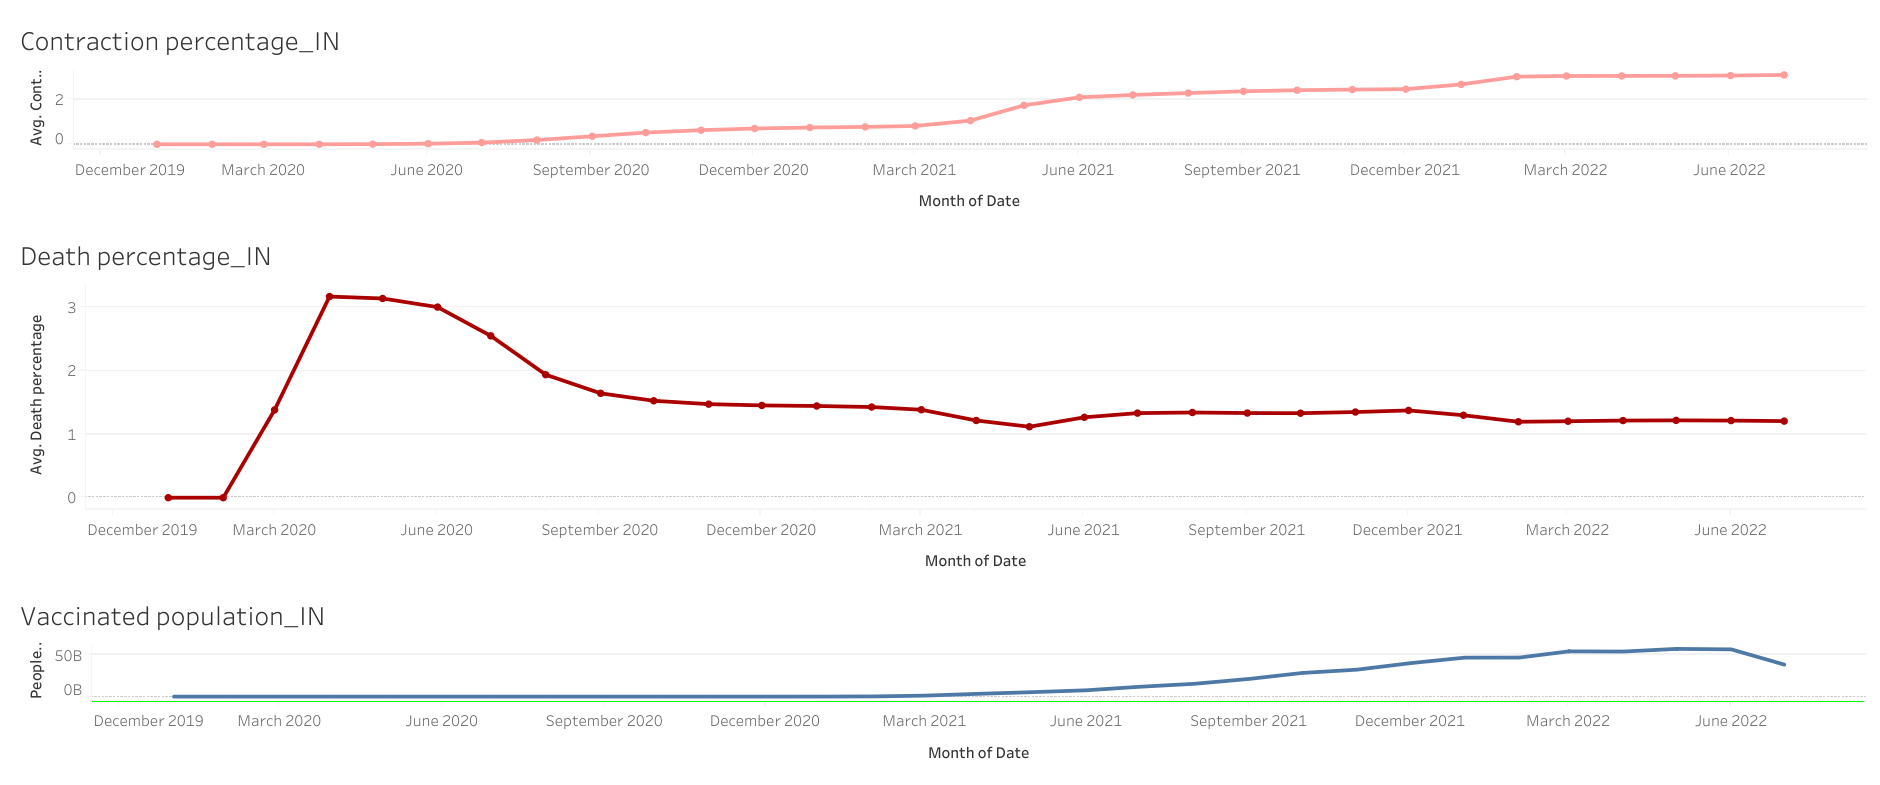 Contraction percentage_IN
Avg. Cont..
2
0
December 2019 March 2020 June 2020 September 2020 December 2020 March 2021 June 2021 September 2021 December 2021 March 2022 June 2022
Month of Date
Death percentage_IN
Avg. Death percentage
3
2
1
0
December 2019 March 2020 June 2020 September 2020 December 2020 March 2021 June 2021 September 2021 December 2021 March 2022 June 2022
Month of Date
Vaccinated population_IN
People..
50B
0B
December 2019 March 2020 June 2020 September 2020 December 2020 March 2021 June 2021 September 2021 December 2021 March 2022 June 2022
Month of Date